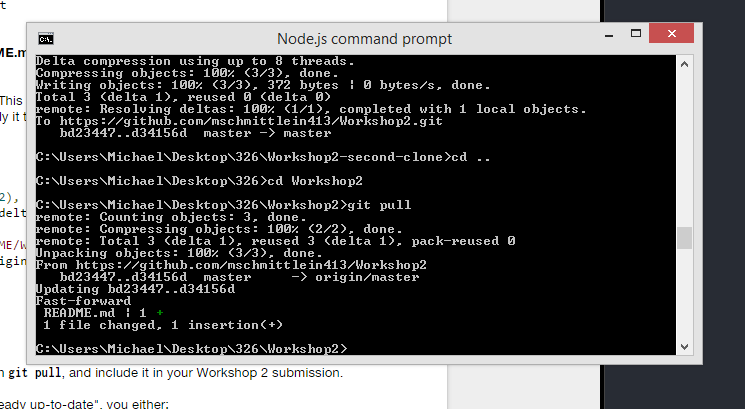 t
Node.js command prompt
ME.m
Delta compression using up to 8 threads.
Compressing objects: 100% (3/3), done.
Writing objects: 100% (3/3), 372 bytes | 0 bytes/s, done.
Total 3 (delta 1), reused 0 (delta 0)
remote: Resolving deltas: 100% (1/1), completed with 1 local objects.
To https://github.com/mschmittlein413/Workshop2.git
   bd23447..d34156d  master -> master
This
ly it t
C:\Users\Michael\Desktop\326\Workshop2-second-clone>cd ..
C:\Users\Michael\Desktop\326>cd Workshop2
2),
C:\Users\Michael\Desktop\326\Workshop2>git pull
delt
remote: Counting objects: 3, done.
remote: Compressing objects: 100% (2/2), done.
remote: Total 3 (delta 1), reused 3 (delta 1), pack-reused 0
ME/W
Unpacking objects: 100% (3/3), done.
rigin
From https://github.com/mschmittlein413/Workshop2
   bd23447..d34156d  master     -> origin/master
Updating bd23447..d34156d
Fast-forward
 README.md | 1 +
 1 file changed, 1 insertion(+)
C:\Users\Michael\Desktop\326\Workshop2>
n git pull, and include it in your Workshop 2 submission.
eady up-to-date", you either: